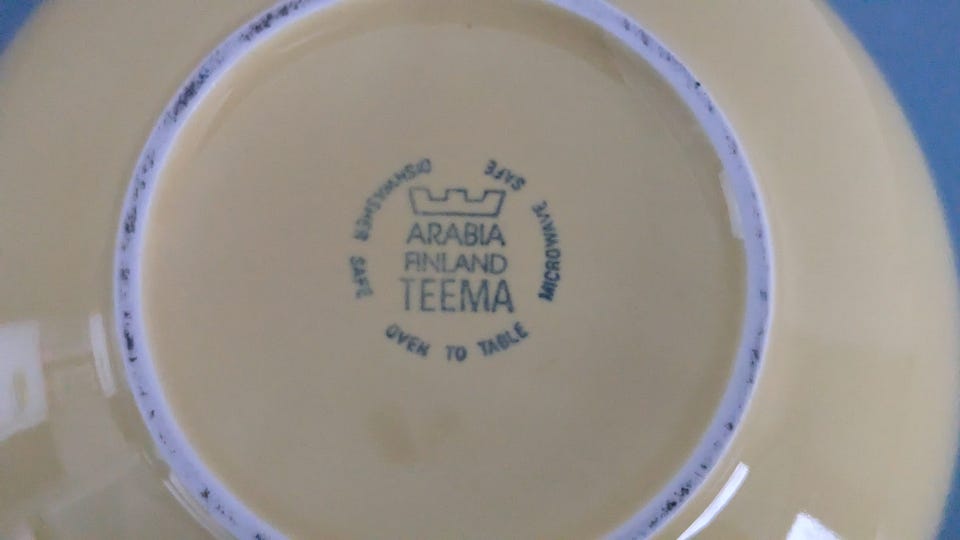 ARABIA
FINLAND
TEEMA
DISHWASHER SAFE
OVEN TO TABLE
MICROWAVE SAFE